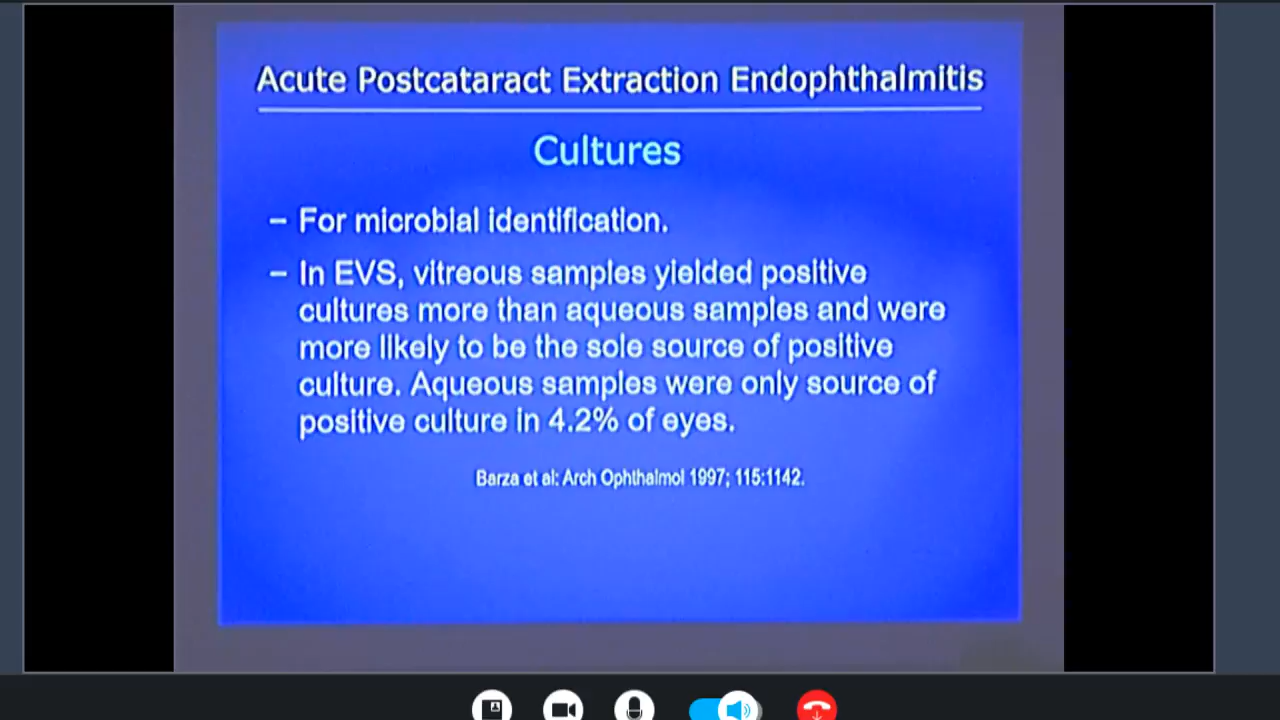 Acute Postcataract Extraction Endophthalmitis
Cultures
– For microbial identification.
– In EVS, vitreous samples yielded positive
cultures more than aqueous samples and were
more likely to be the sole source of positive
culture. Aqueous samples were only source of
positive culture in 4.2% of eyes.
Barza et al: Arch Ophthalmol 1997; 115:1142.